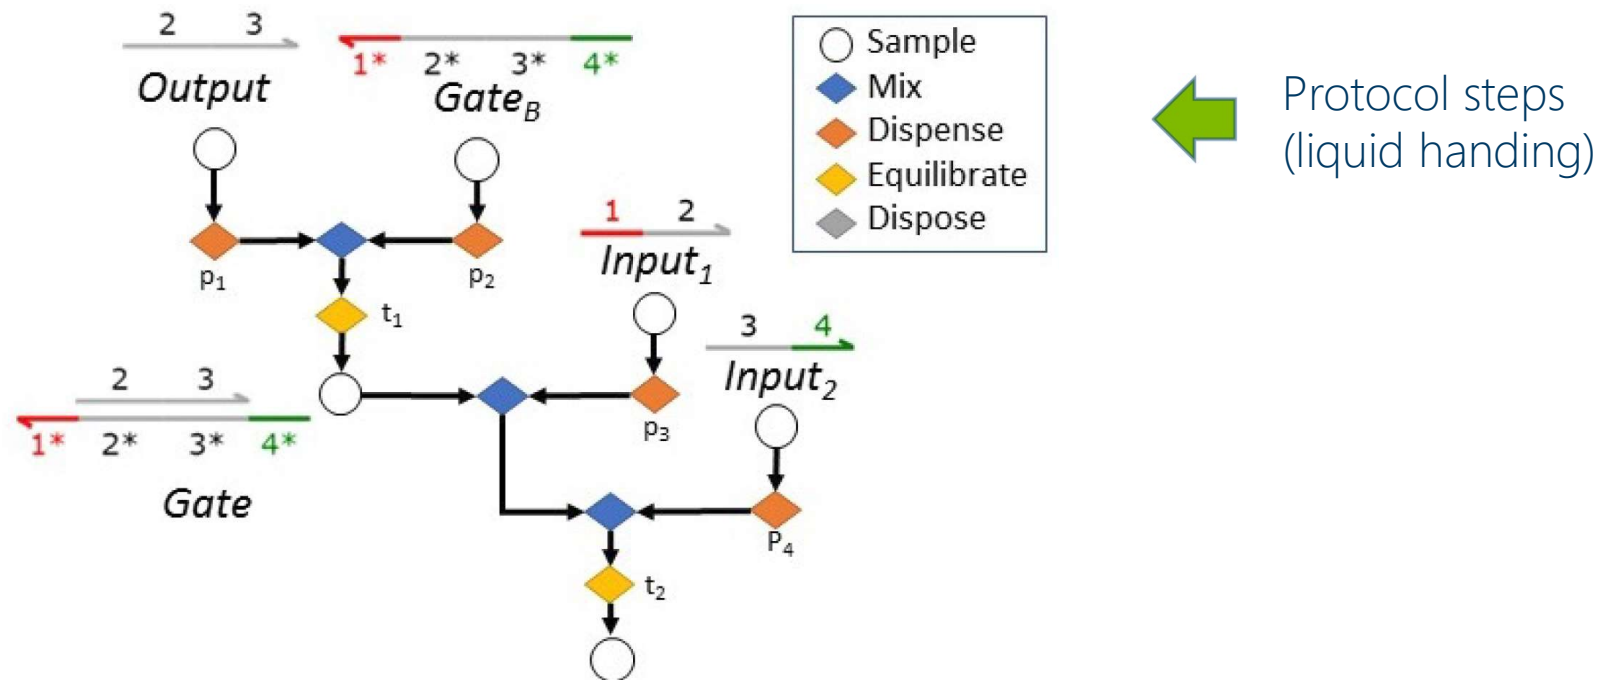 2 3
Output
1* 2* 3* 4*
Gate_B
Sample
Mix
Dispense
Equilibrate
Dispose
Protocol steps
(liquid handing)
p₁
p₂
1 2
Input₁
t₁
3 4
Input₂
2 3
1* 2* 3* 4*
Gate
p₃
P₄
t₂